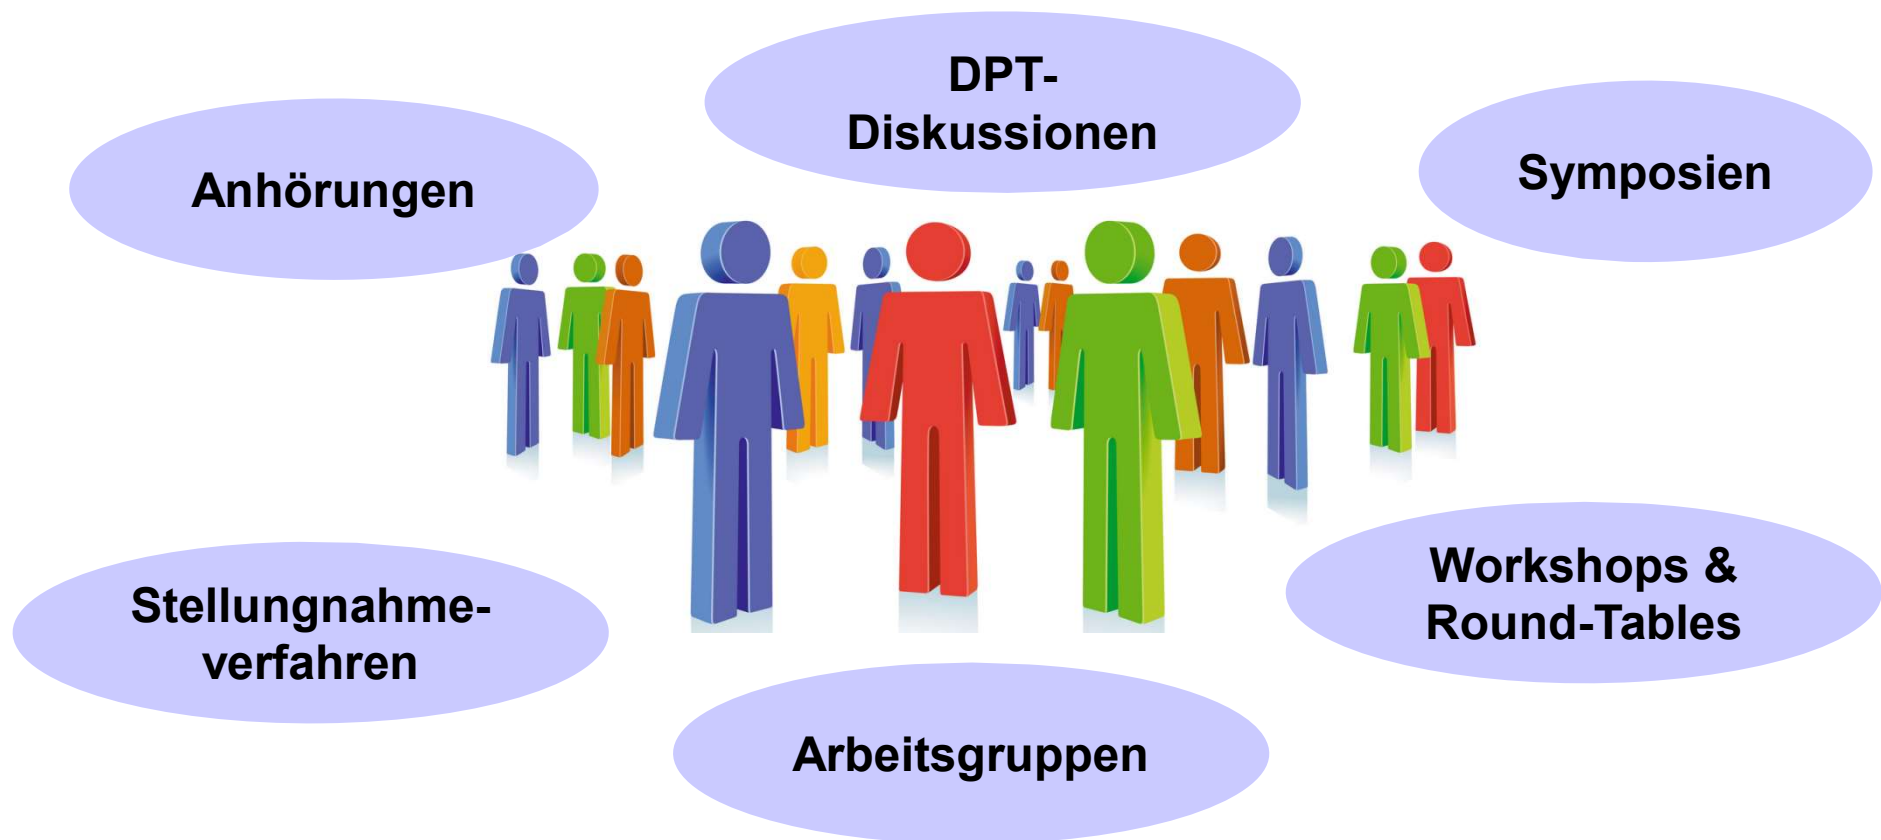 DPT-
Diskussionen
Anhörungen
Symposien
Stellungnahme-
verfahren
Workshops &
Round-Tables
Arbeitsgruppen